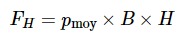 F_H = p_moy × B × H